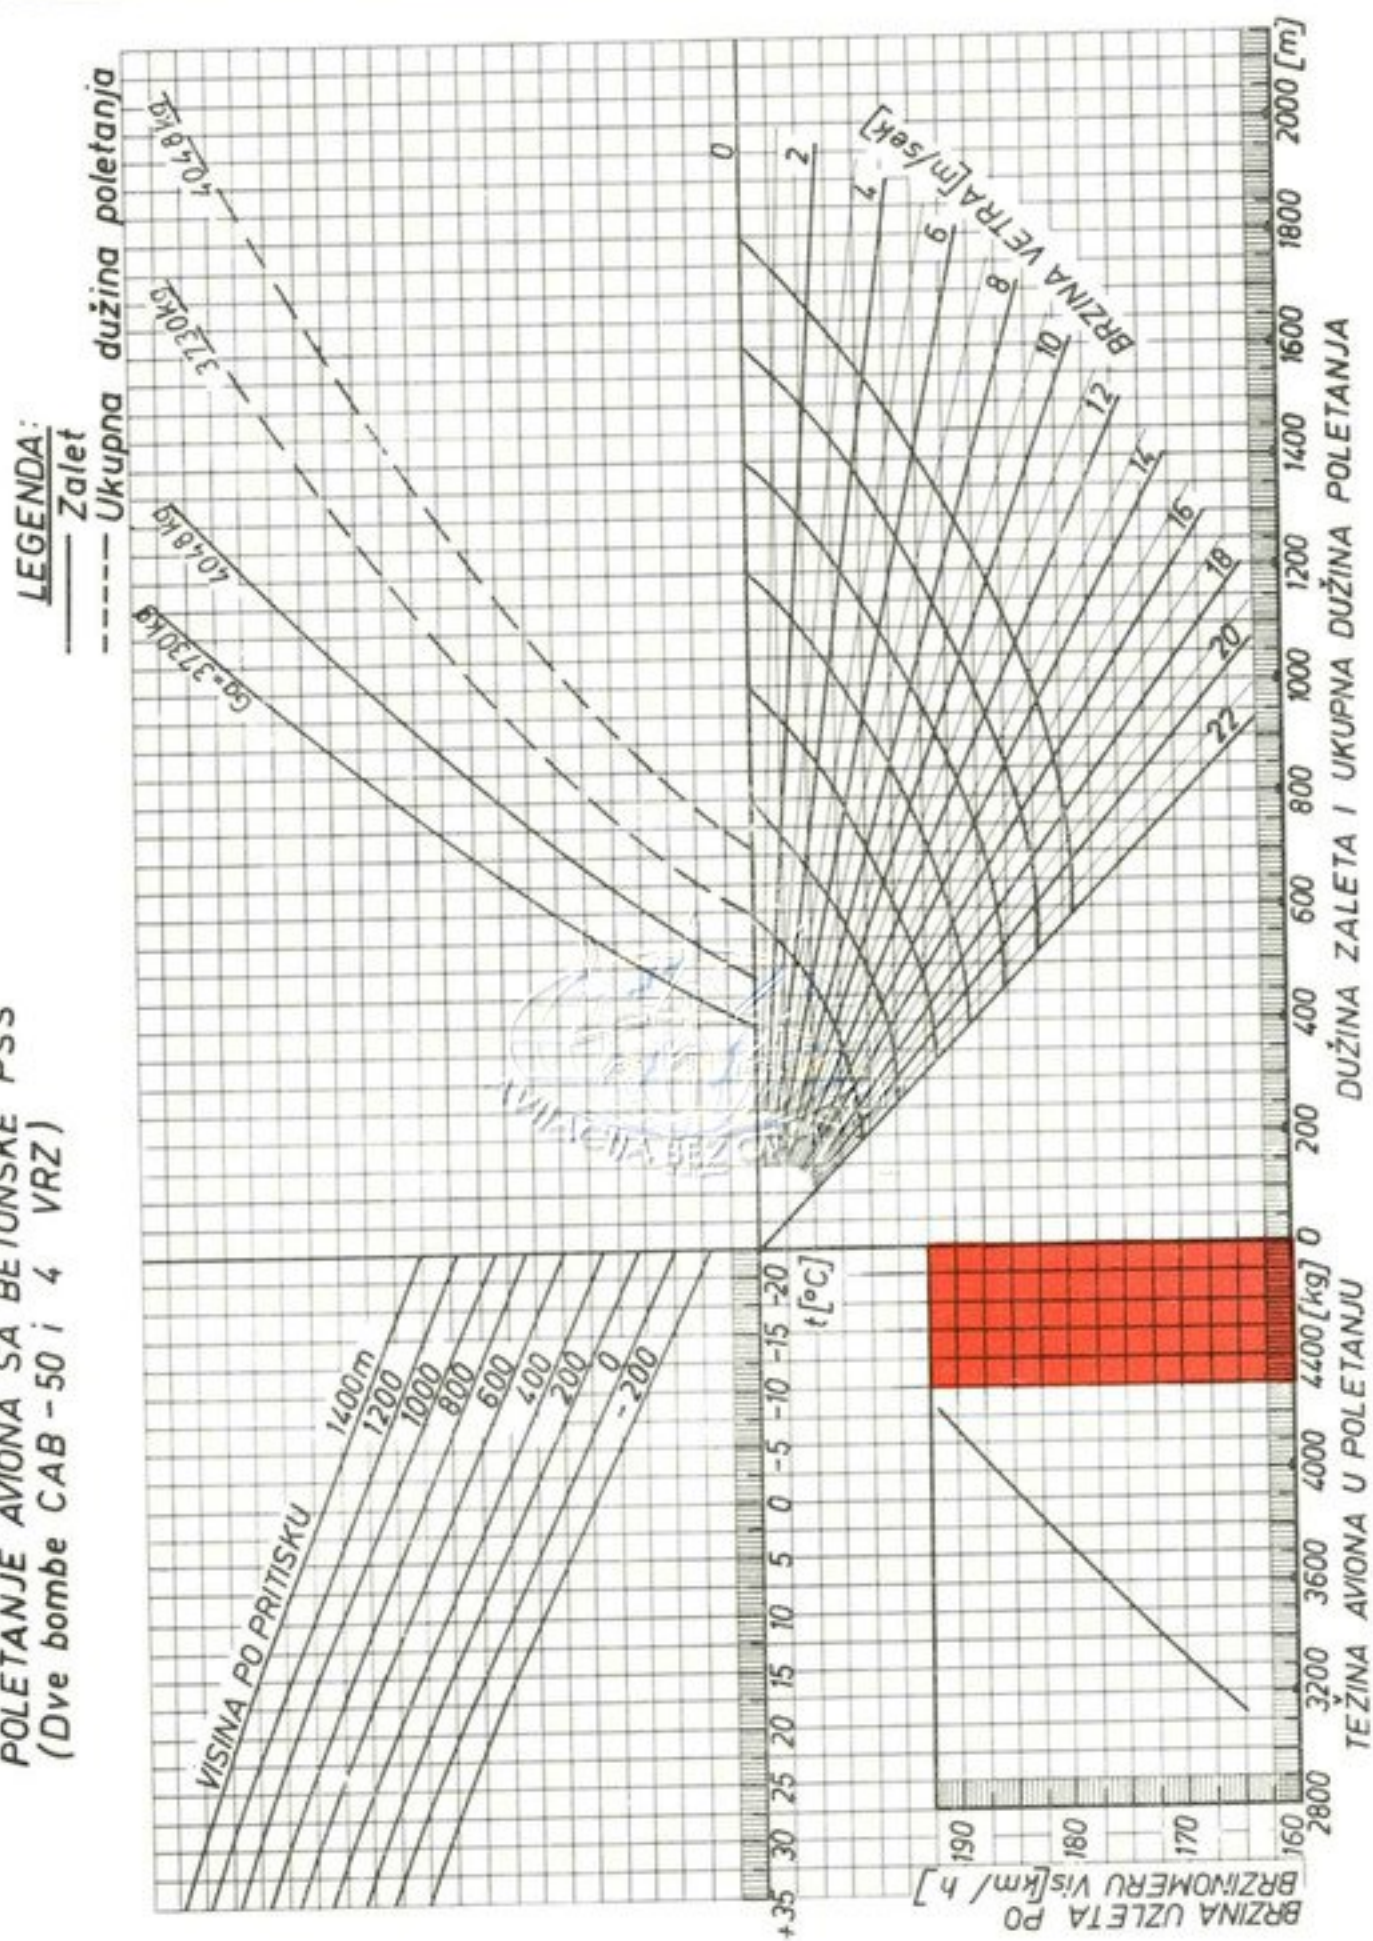 POLETANJE AVIONA SA BETONSKE PSS
(Dve bombe CAB-50 i 4 VRZ)
LEGENDA:
Zalet
Ukupna dužina poletanja
Gg=3730kg
4048kg
3730kg
4048kg
VISINA PO PRITISKU
1400m
1200
1000
800
600
400
200
0
-200
+35 30 25 20 15 10 5 0 -5 -10 -15 -20
t[°C]
0
2
4
6
8
10
12
14
16
18
20
22
BRZINA VETRA [m/sek]
BRZINA UZLETA PO
BRZINOMERU Vis[km/h]
190
180
170
160
2800 3200 3600 4000 4400 [kg]
TEŽINA AVIONA U POLETANJU
0 200 400 600 800 1000 1200 1400 1600 1800 2000 [m]
DUŽINA ZALETA I UKUPNA DUŽINA POLETANJA